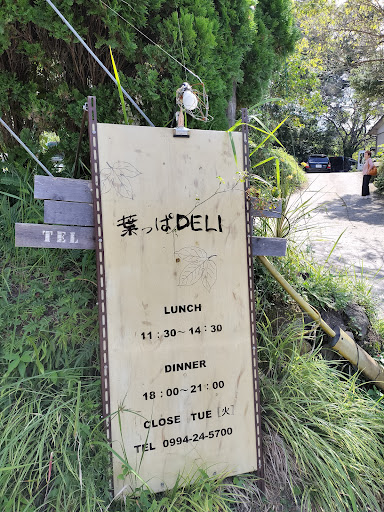 葉っぱDELI
TEL
LUNCH
11:30～14:30
DINNER
18:00～21:00
CLOSE TUE [火]
TEL 0994-24-5700